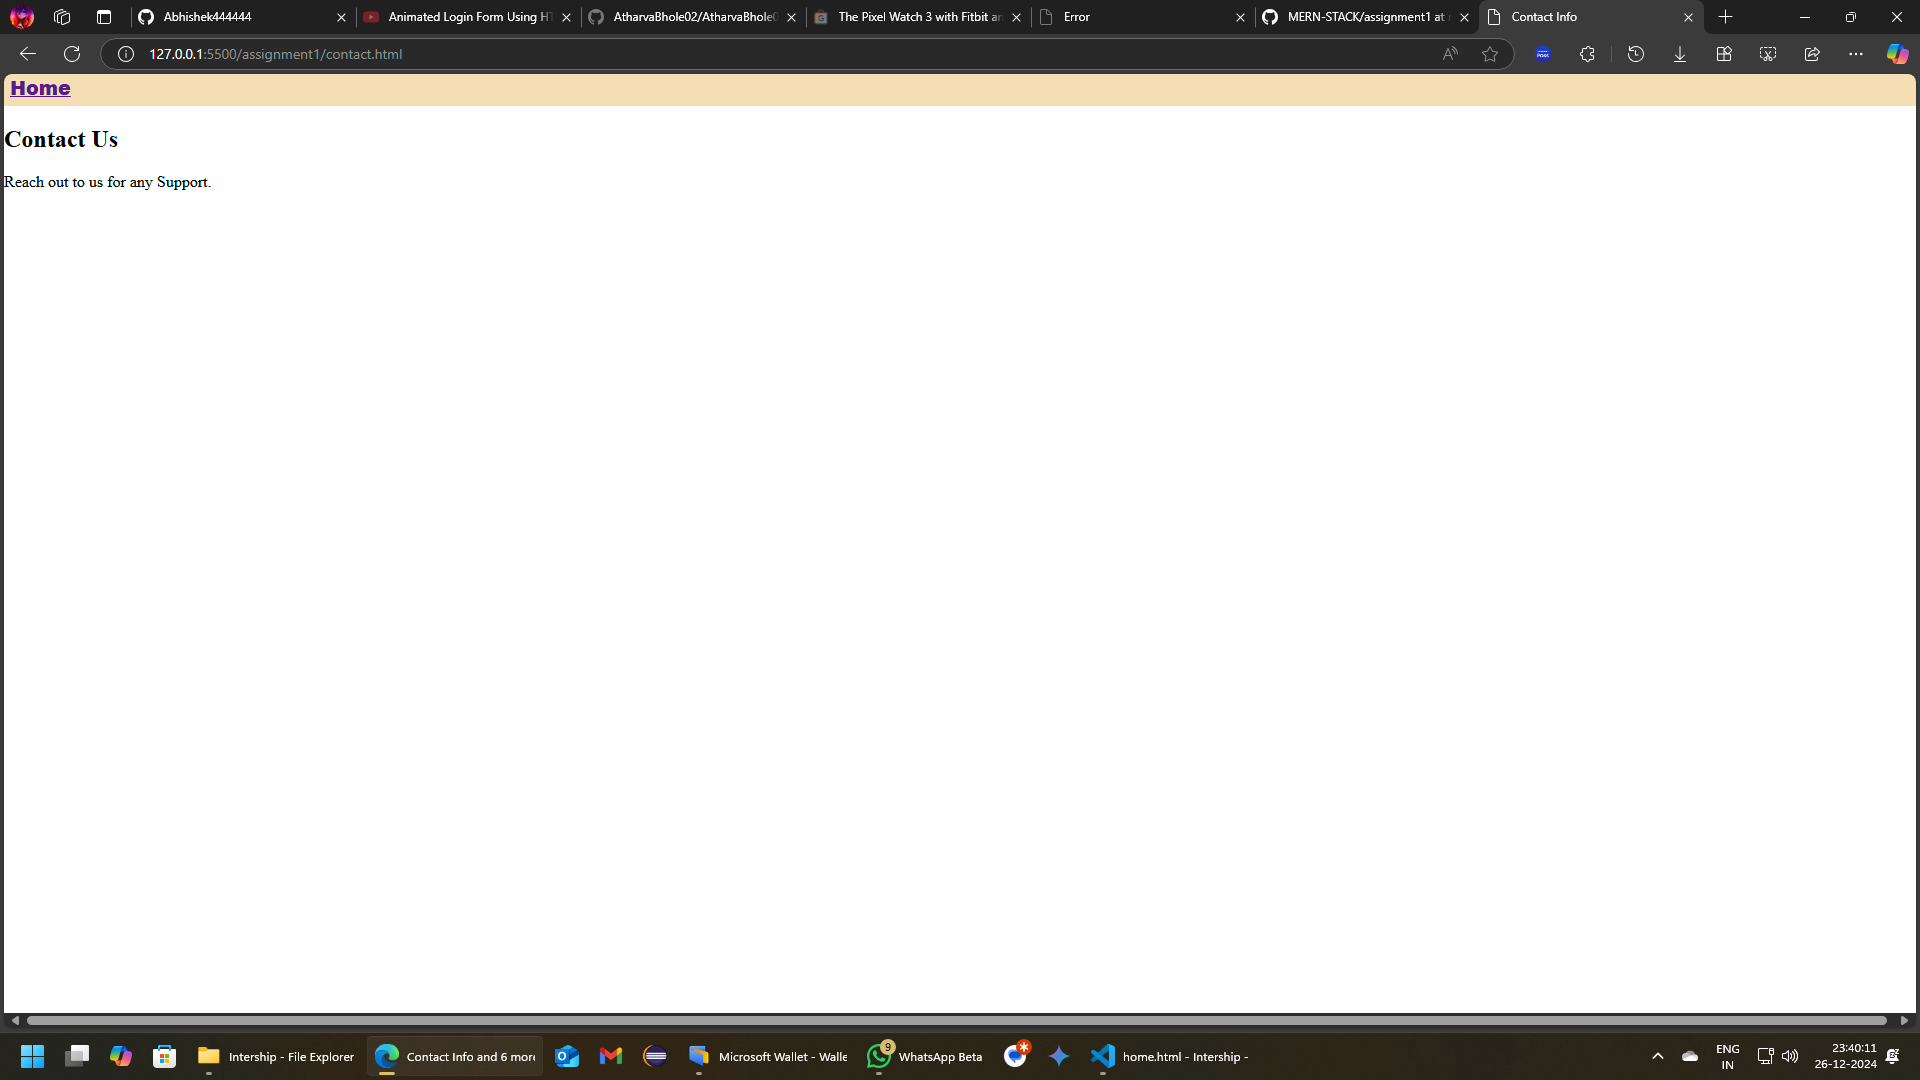 Abhishek444444
Animated Login Form Using HT
AtharvaBhole02/AtharvaBhole0
The Pixel Watch 3 with Fitbit an
Error
MERN-STACK/assignment1 at
Contact Info
127.0.0.1:5500/assignment1/contact.html
Home
Contact Us
Reach out to us for any Support.
Intership - File Explorer
Contact Info and 6 more
Microsoft Wallet - Walle
9
WhatsApp Beta
home.html - Intership -
ENG
IN
23:40:11
26-12-2024